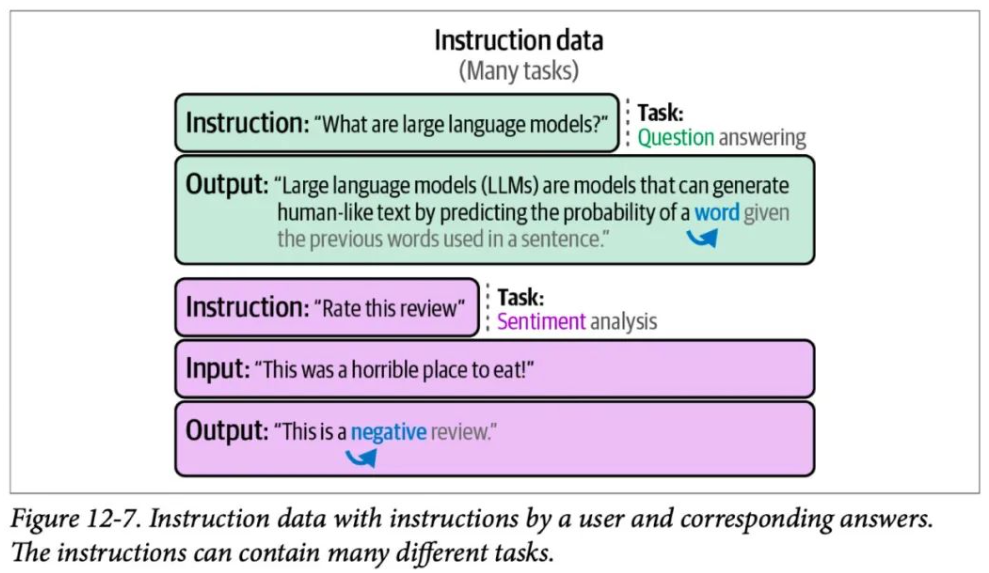 Instruction data
(Many tasks)
Instruction: “What are large language models?”
Task:
Question answering
Output: “Large language models (LLMs) are models that can generate
human-like text by predicting the probability of a word given
the previous words used in a sentence.”
Instruction: “Rate this review”
Task:
Sentiment analysis
Input: “This was a horrible place to eat!”
Output: “This is a negative review.”
Figure 12-7. Instruction data with instructions by a user and corresponding answers.
The instructions can contain many different tasks.